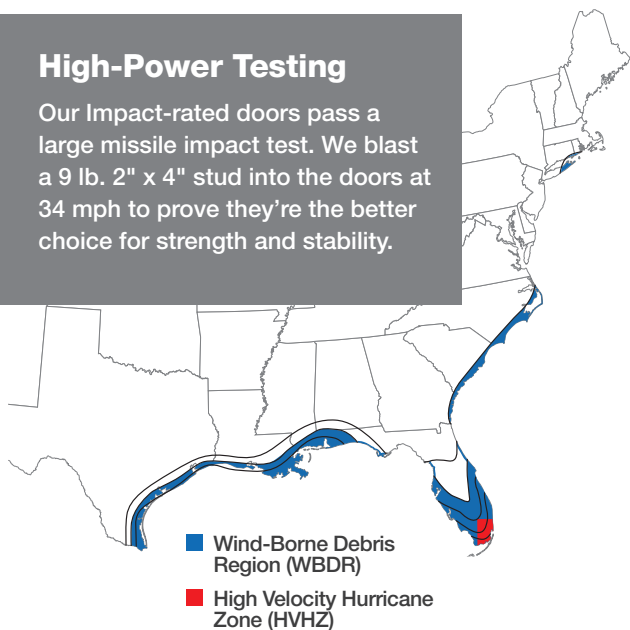 High-Power Testing
Our Impact-rated doors pass a
large missile impact test. We blast
a 9 lb. 2" x 4" stud into the doors at
34 mph to prove they’re the better
choice for strength and stability.
Wind-Borne Debris
Region (WBDR)
High Velocity Hurricane
Zone (HVHZ)